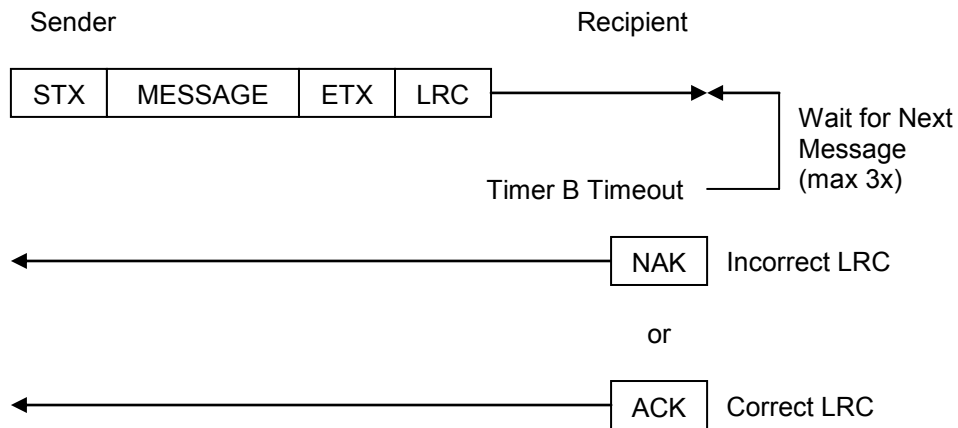 Sender Recipient
STX MESSAGE ETX LRC
Wait for Next
Message
(max 3x)
Timer B Timeout
NAK Incorrect LRC
or
ACK Correct LRC